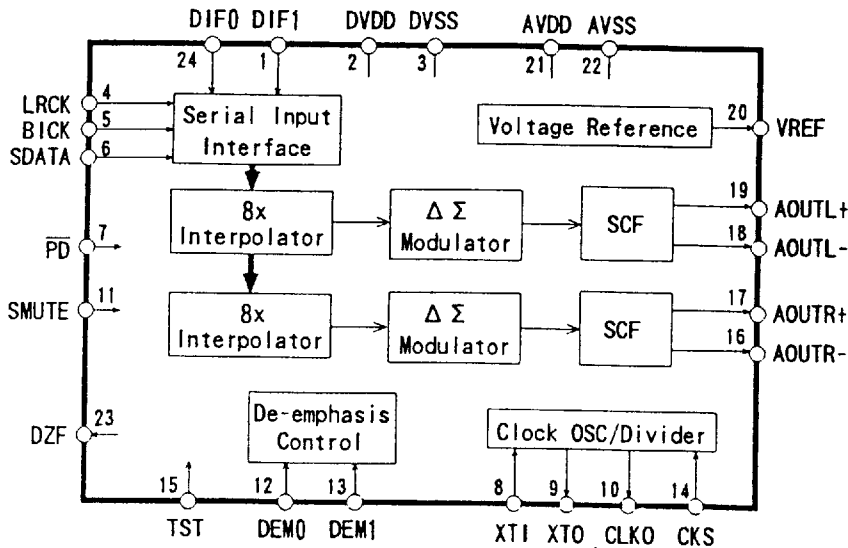 DIF0 DIF1 DVDD DVSS AVDD AVSS
24 1 2 3 21 22
LRCK 4
BICK 5
SDATA 6
Serial Input
Interface
Voltage Reference
20 VREF
8x
Interpolator
Δ Σ
Modulator
SCF
19 AOUTL+
18 AOUTL-
PD 7
SMUTE 11
8x
Interpolator
Δ Σ
Modulator
SCF
17 AOUTR+
16 AOUTR-
DZF 23
De-emphasis
Control
Clock OSC/Divider
15 12 13 8 9 10 14
TST DEM0 DEM1 XTI XTO CLKO CKS